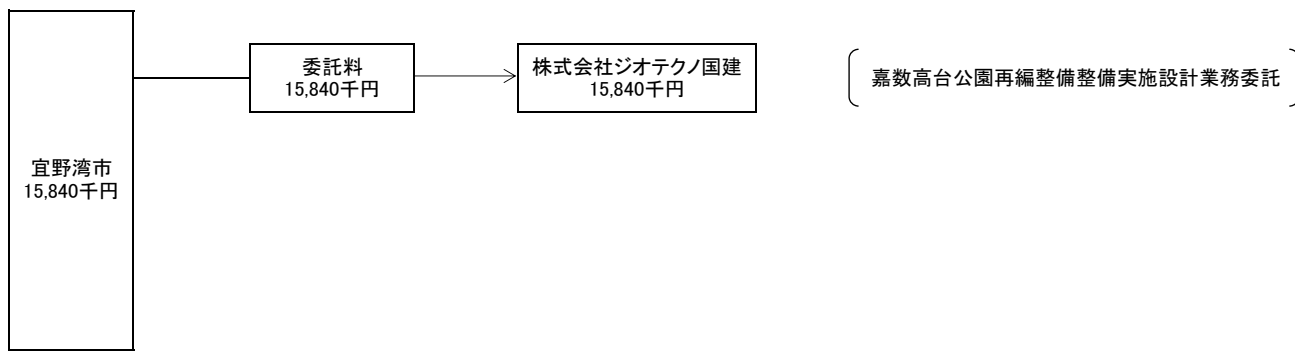 宜野湾市
15,840千円
委託料
15,840千円
株式会社ジオテクノ国建
15,840千円
嘉数高台公園再編整備整備実施設計業務委託